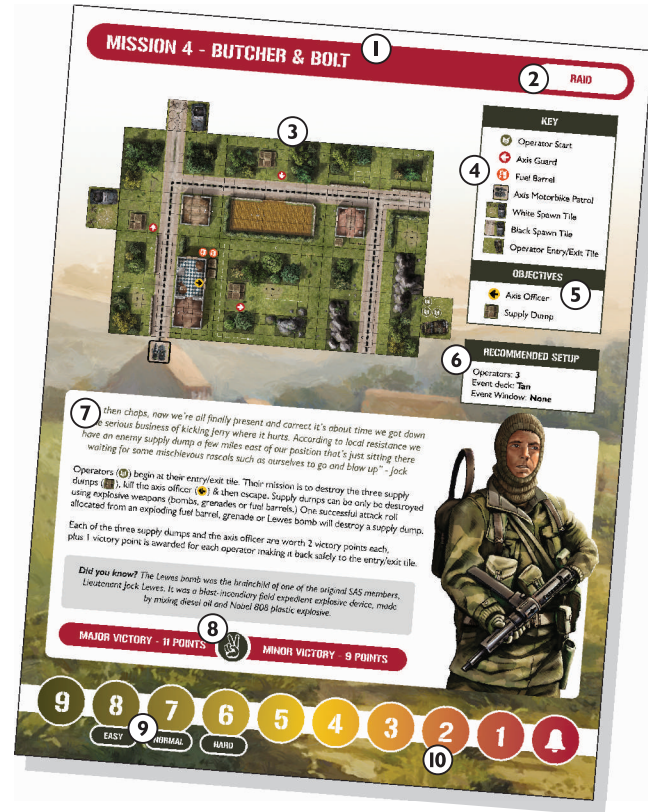 MISSION 4 - BUTCHER & BOLT
1
2
RAID
3
KEY
Operator Start
Axis Guard
4
Fuel Barrel
Axis Motorbike Patrol
White Spawn Tile
Black Spawn Tile
Operator Entry/Exit Tile
OBJECTIVES
5
Axis Officer
Supply Dump
6
RECOMMENDED SETUP
Operators: 3
Event deck: Tan
Event Window: None
7
then chops, now we're all finally present and correct it's about time we got down
serious business of kicking Jerry where it hurts. According to local resistance we
have an enemy supply dump a few miles east of our position that's just sitting there
waiting for some mischievous rascals such as ourselves to go and blow up" - Jock
Operators ( ) begin at their entry/exit tile. Their mission is to destroy the three supply
dumps ( ), kill the axis officer ( ) & then escape. Supply dumps can be only be destroyed
using explosive weapons (bombs, grenades or fuel barrels.) One successful attack roll
allocated from an exploding fuel barrel, grenade or Lewes bomb will destroy a supply dump.
Each of the three supply dumps and the axis officer are worth 2 victory points each,
plus 1 victory point is awarded for each operator making it back safely to the entry/exit tile.
Did you know? The Lewes bomb was the brainchild of one of the original SAS members,
Lieutenant Jock Lewes. It was a blast-incendiary field expedient explosive device, made
by mixing diesel oil and Nobel 808 plastic explosive.
8
MAJOR VICTORY - 11 POINTS
MINOR VICTORY - 9 POINTS
9 8 7 6 5 4 3 2 1
EASY
9
NORMAL
HARD
10